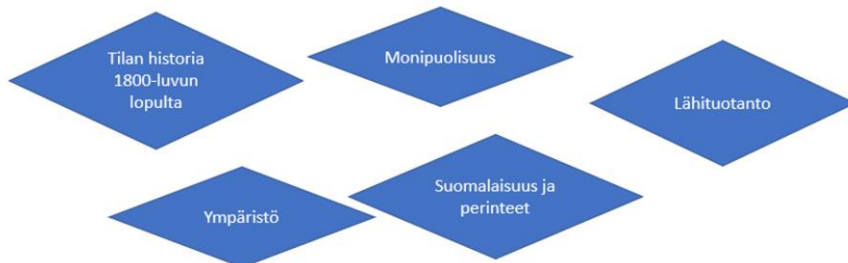 Tilan historia
1800-luvun
lopulta
Monipuolisuus
Lähituotanto
Ympäristö
Suomalaisuus ja
perinteet